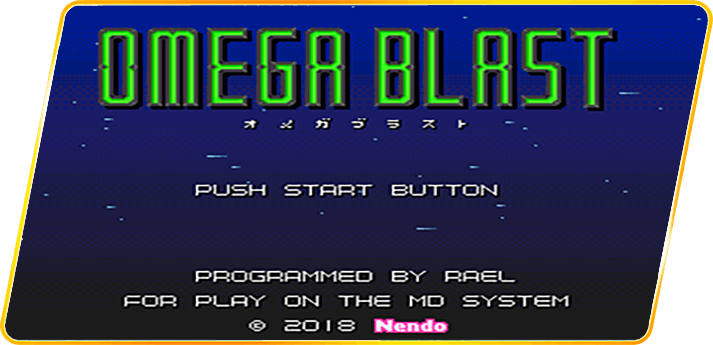 OMEGA BLAST
オメガブラスト
PUSH START BUTTON
PROGRAMMED BY RAEL
FOR PLAY ON THE MD SYSTEM
© 2018 Nendo